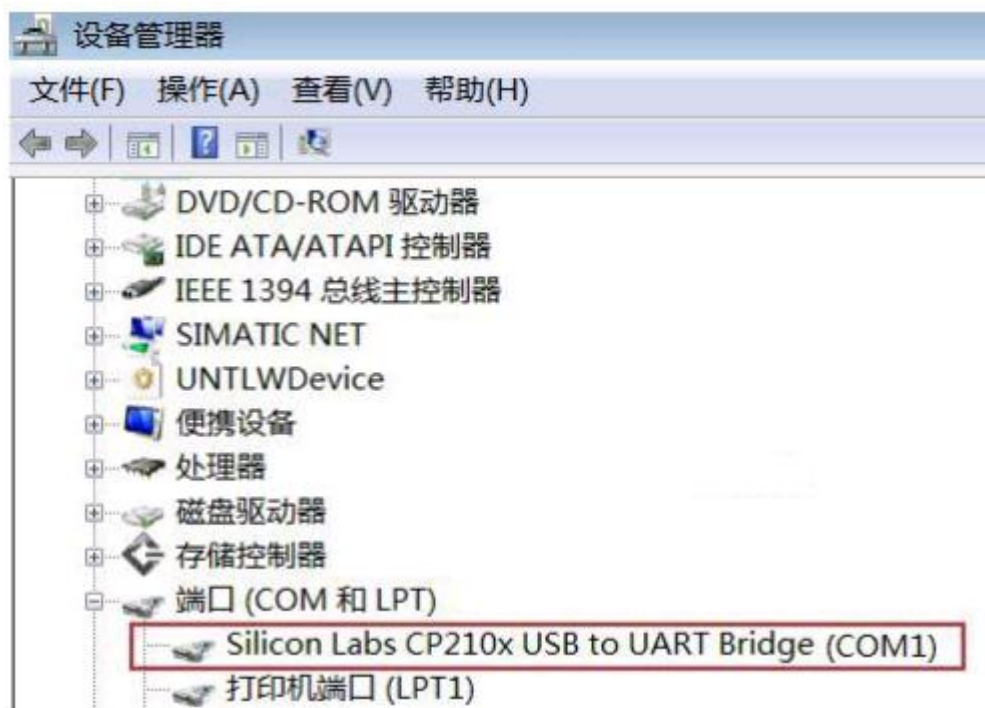 设备管理器
文件(F) 操作(A) 查看(V) 帮助(H)
DVD/CD-ROM 驱动器
IDE ATA/ATAPI 控制器
IEEE 1394 总线主控制器
SIMATIC NET
UNTLWDevice
便携设备
处理器
磁盘驱动器
存储控制器
端口 (COM 和 LPT)
Silicon Labs CP210x USB to UART Bridge (COM1)
打印机端口 (LPT1)